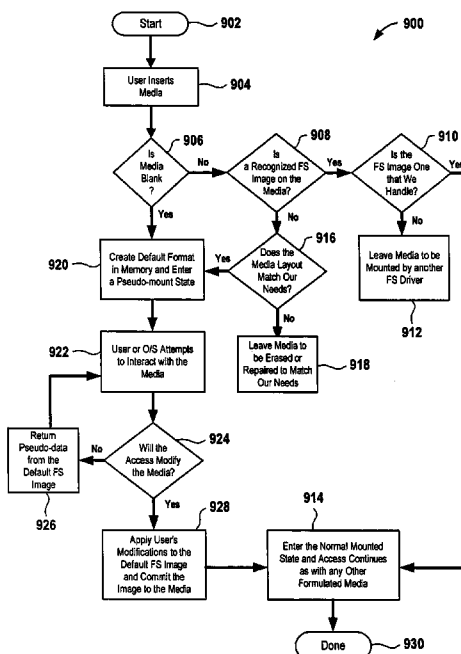 Start
902
900
User Inserts
Media
904
Is
Media
Blank
?
906
No
Yes
Is
a Recognized FS
Image on the
Media?
908
Yes
No
Is the
FS Image One
that We
Handle?
910
Yes
No
Leave Media to be
Mounted by another
FS Driver
912
Does the
Media Layout
Match Our
Needs?
916
Yes
No
Leave Media to
be Erased or
Repaired to Match
Our Needs
918
920
Create Default Format
in Memory and Enter
a Pseudo-mount State
922
User or O/S Attempts
to Interact with the
Media
Will the
Access Modify
the Media?
924
No
Yes
Return
Pseudo-data
from the
Default FS
Image
926
928
Apply User's
Modifications to the
Default FS Image
and Commit the
Image to the Media
914
Enter the Normal Mounted
State and Access Continues
as with any Other
Formulated Media
Done
930